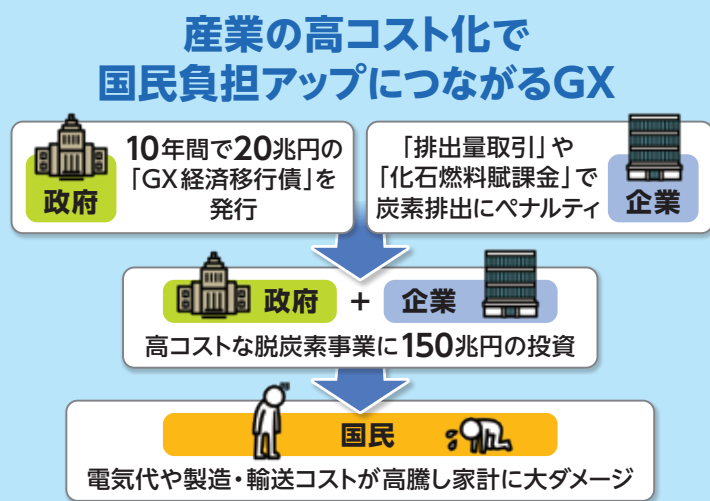 産業の高コスト化で
国民負担アップにつながるGX
政府
10年間で20兆円の
「GX経済移行債」を
発行
「排出量取引」や
「化石燃料賦課金」で
炭素排出にペナルティ
企業
政府 + 企業
高コストな脱炭素事業に150兆円の投資
国民
電気代や製造・輸送コストが高騰し家計に大ダメージ